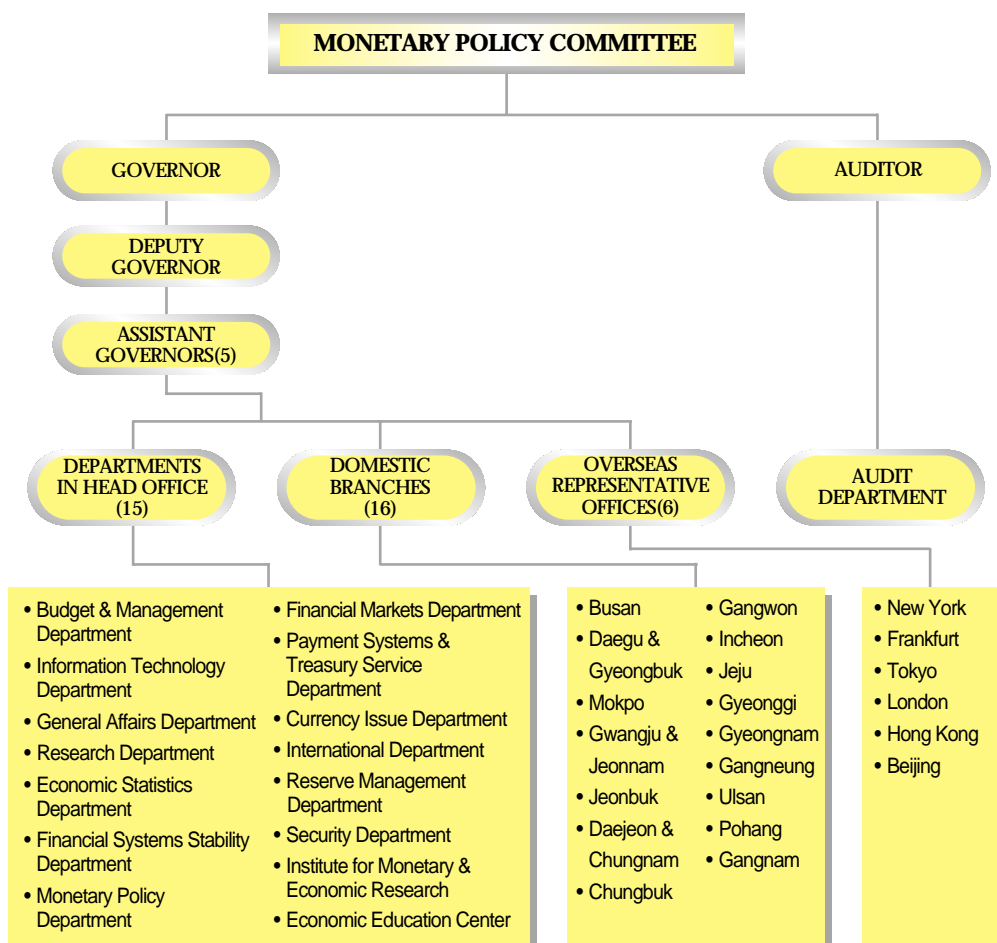 MONETARY POLICY COMMITTEE
GOVERNOR
AUDITOR
DEPUTY
GOVERNOR
ASSISTANT
GOVERNORS(5)
DEPARTMENTS
IN HEAD OFFICE
(15)
DOMESTIC
BRANCHES
(16)
OVERSEAS
REPRESENTATIVE
OFFICES(6)
AUDIT
DEPARTMENT
• Budget & Management
Department
• Information Technology
Department
• General Affairs Department
• Research Department
• Economic Statistics
Department
• Financial Systems Stability
Department
• Monetary Policy
Department
• Financial Markets Department
• Payment Systems &
Treasury Service
Department
• Currency Issue Department
• International Department
• Reserve Management
Department
• Security Department
• Institute for Monetary &
Economic Research
• Economic Education Center
• Busan
• Daegu &
Gyeongbuk
• Mokpo
• Gwangju &
Jeonnam
• Jeonbuk
• Daejeon &
Chungnam
• Chungbuk
• Gangwon
• Incheon
• Jeju
• Gyeonggi
• Gyeongnam
• Gangneung
• Ulsan
• Pohang
• Gangnam
• New York
• Frankfurt
• Tokyo
• London
• Hong Kong
• Beijing